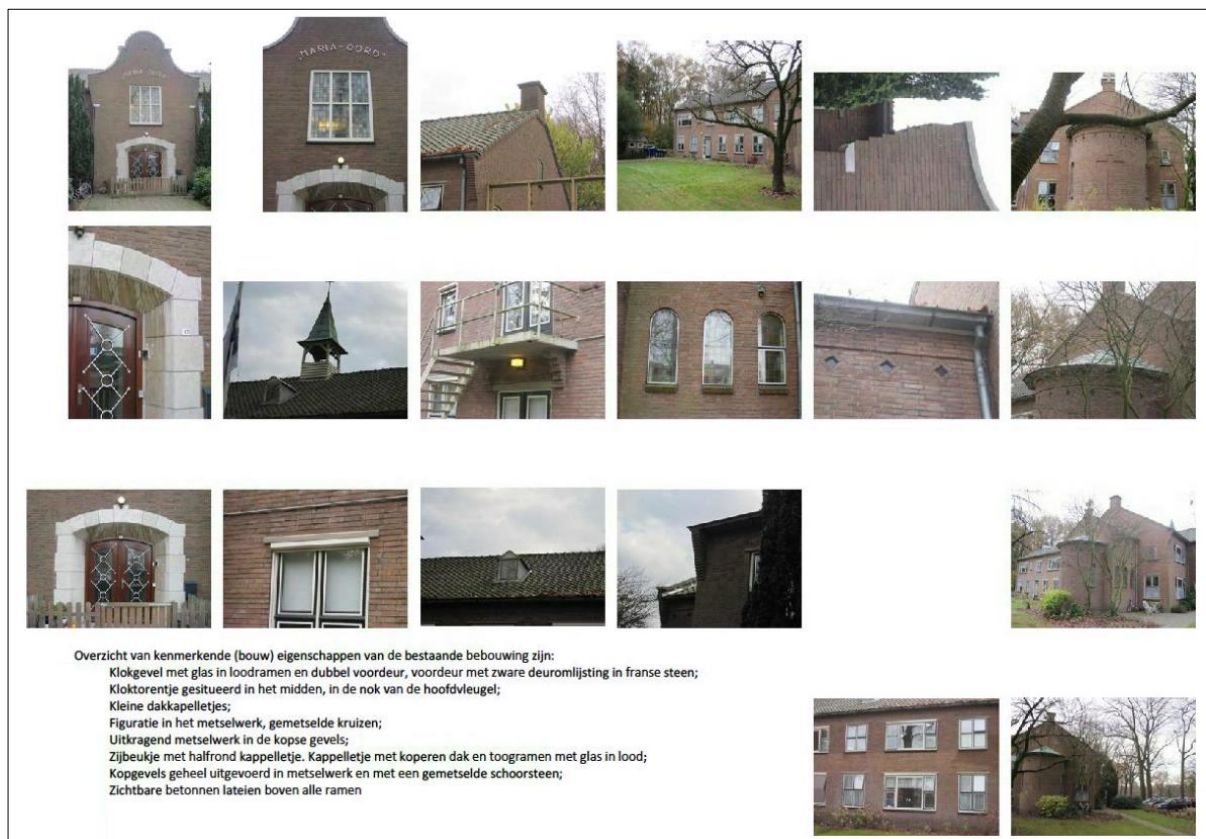 "MARIA-OORD"
"MARIA-OORD"
Overzicht van kenmerkende (bouw) eigenschappen van de bestaande bebouwing zijn:
Klokgevel met glas in loodramen en dubbel voordeur, voordeur met zware deuromlijsting in franse steen;
Kloktorentje gesitueerd in het midden, in de nok van de hoofdvleugel;
Kleine dakkapelletjes;
Figuratie in het metselwerk, gemetselde kruizen;
Uitkragend metselwerk in de kopse gevels;
Zijbeukje met halfrond kappelletje. Kappelletje met koperen dak en toogramen met glas in lood;
Kopgevels geheel uitgevoerd in metselwerk en met een gemetselde schoorsteen;
Zichtbare betonnen lateien boven alle ramen